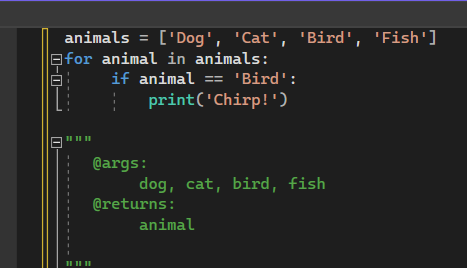 animals = ['Dog', 'Cat', 'Bird', 'Fish']
for animal in animals:
    if animal == 'Bird':
        print('Chirp!')
"""
    @args:
        dog, cat, bird, fish
    @returns:
        animal
"""